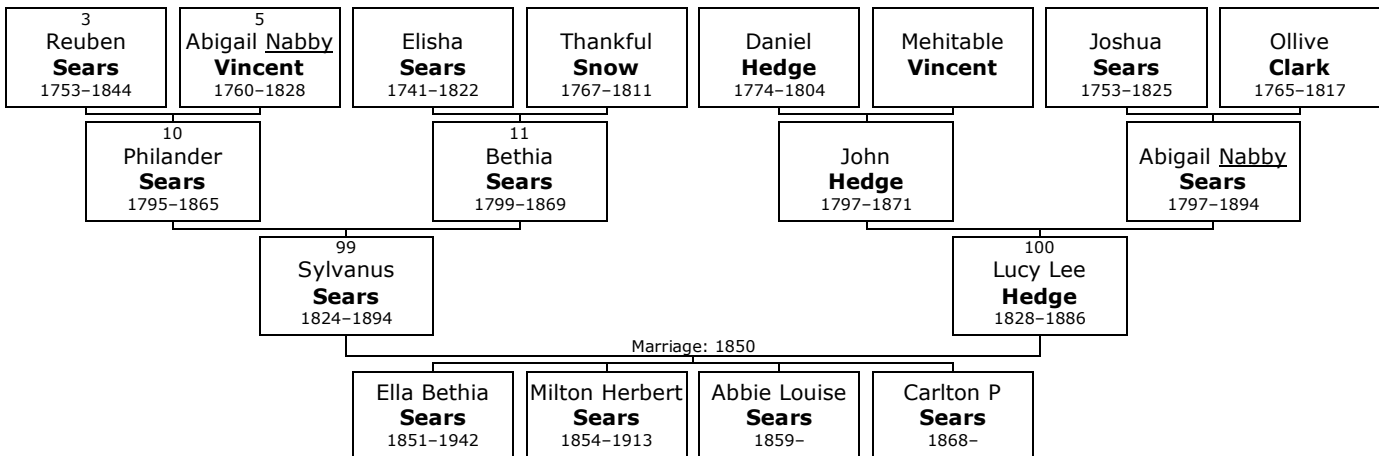 3
Reuben
Sears
1753–1844
5
Abigail Nabby
Vincent
1760–1828
Elisha
Sears
1741–1822
Thankful
Snow
1767–1811
Daniel
Hedge
1774–1804
Mehitable
Vincent
Joshua
Sears
1753–1825
Ollive
Clark
1765–1817
10
Philander
Sears
1795–1865
11
Bethia
Sears
1799–1869
John
Hedge
1797–1871
Abigail Nabby
Sears
1797–1894
99
Sylvanus
Sears
1824–1894
100
Lucy Lee
Hedge
1828–1886
Marriage: 1850
Ella Bethia
Sears
1851–1942
Milton Herbert
Sears
1854–1913
Abbie Louise
Sears
1859–
Carlton P
Sears
1868–